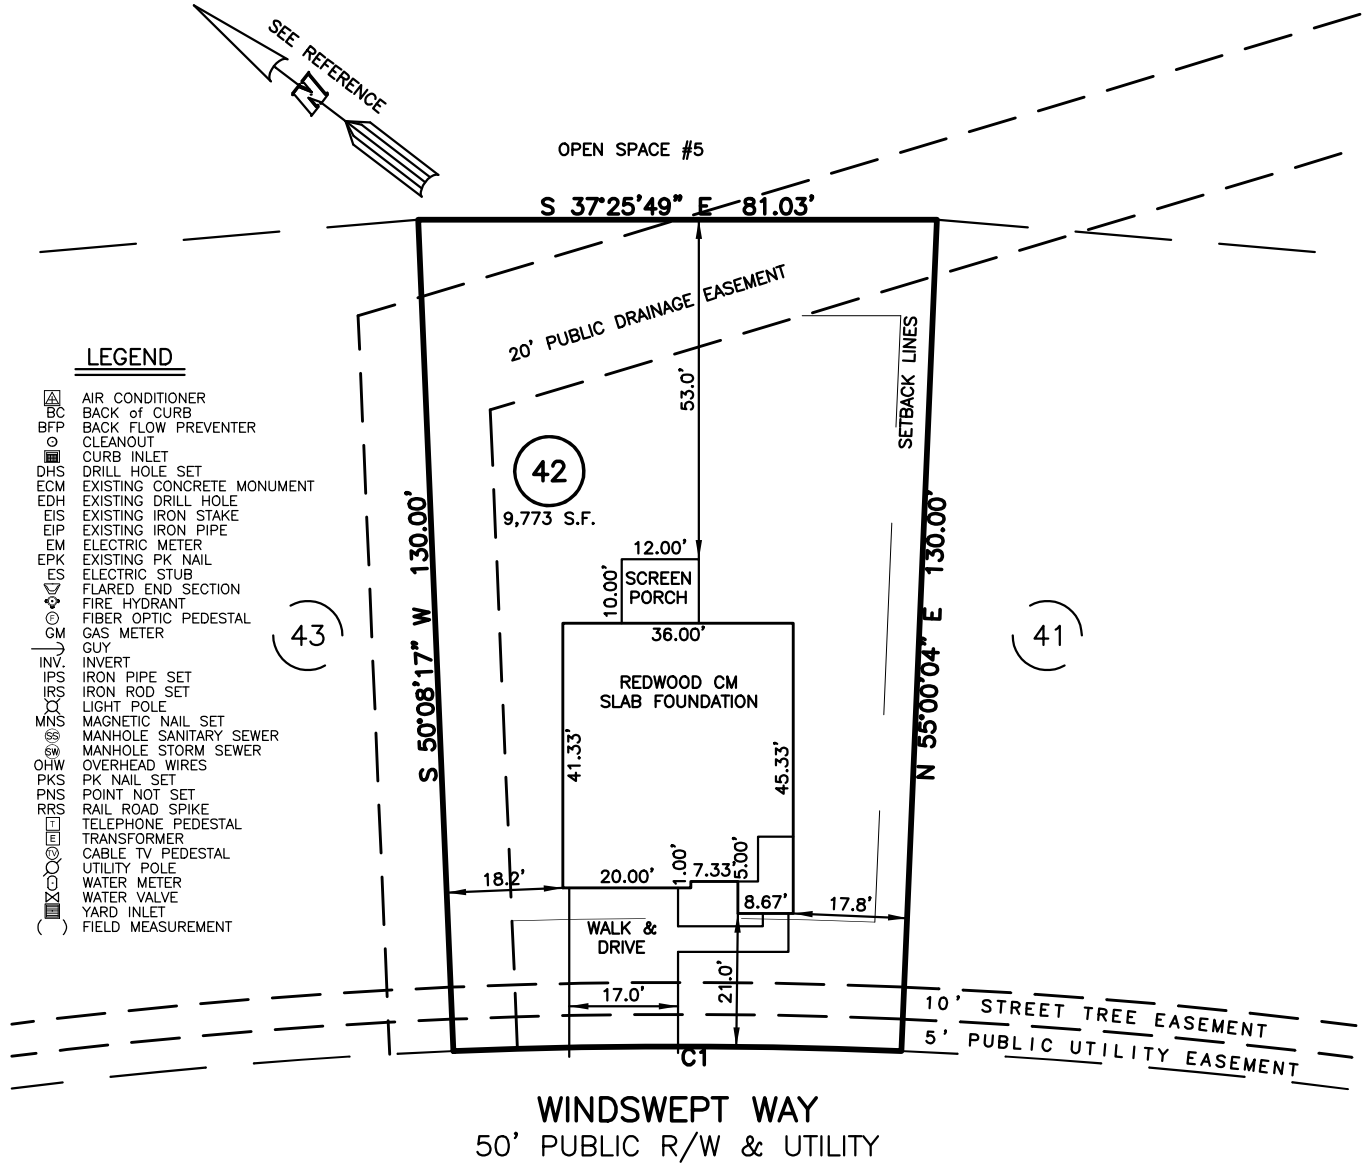 SEE REFERENCE
N
OPEN SPACE #5
S 37°25'49" E 81.03'
20' PUBLIC DRAINAGE EASEMENT
SETBACK LINES
53.0'
LEGEND
AIR CONDITIONER
BC BACK of CURB
BFP BACK FLOW PREVENTER
CLEANOUT
CURB INLET
DHS DRILL HOLE SET
ECM EXISTING CONCRETE MONUMENT
EDH EXISTING DRILL HOLE
EIS EXISTING IRON STAKE
EIP EXISTING IRON PIPE
EM ELECTRIC METER
EPK EXISTING PK NAIL
ES ELECTRIC STUB
FLARED END SECTION
FIRE HYDRANT
F FIBER OPTIC PEDESTAL
GM GAS METER
GUY
INV. INVERT
IPS IRON PIPE SET
IRS IRON ROD SET
LIGHT POLE
MNS MAGNETIC NAIL SET
SS MANHOLE SANITARY SEWER
SW MANHOLE STORM SEWER
OHW OVERHEAD WIRES
PKS PK NAIL SET
PNS POINT NOT SET
RRS RAIL ROAD SPIKE
T TELEPHONE PEDESTAL
E TRANSFORMER
TV CABLE TV PEDESTAL
UTILITY POLE
WATER METER
WATER VALVE
YARD INLET
( ) FIELD MEASUREMENT
42
9,773 S.F.
S 50°08'17" W 130.00'
N 55°00'04" E 130.00'
43
41
12.00'
10.00'
SCREEN
PORCH
36.00'
REDWOOD CM
SLAB FOUNDATION
41.33'
45.33'
18.2'
20.00'
1.00'
7.33'
5.00'
8.67'
17.8'
WALK &
DRIVE
17.0'
21.0'
10' STREET TREE EASEMENT
5' PUBLIC UTILITY EASEMENT
C1
WINDSWEPT WAY
50' PUBLIC R/W & UTILITY